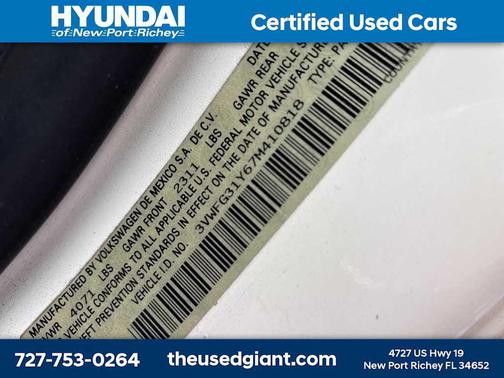 HYUNDAI
of New Port Richey
Certified Used Cars
MANUFACTURED BY VOLKSWAGEN DE MEXICO S.A. DE C.V.
GVWR 4071 LBS GAWR FRONT 2311 LBS GAWR REAR
VEHICLE CONFORMS TO ALL APPLICABLE U.S. FEDERAL MOTOR VEHICLE
THEFT PREVENTION STANDARDS IN EFFECT ON THE DATE OF MANUFACTURE
VEHICLE I.D. NO. 3VWFG31Y67M410818 TYPE:
727-753-0264
theusedgiant.com
4727 US Hwy 19
New Port Richey FL 34652